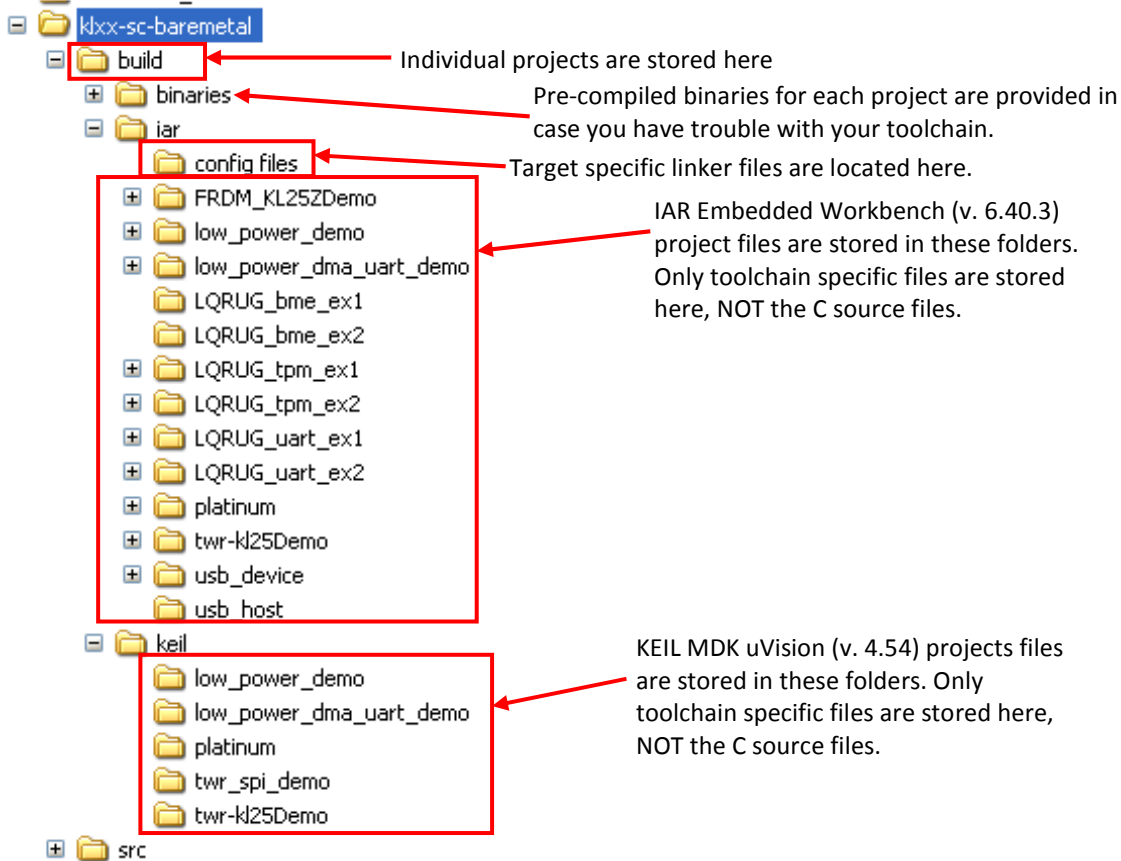 klxx-sc-baremetal
build
Individual projects are stored here
binaries
Pre-compiled binaries for each project are provided in
case you have trouble with your toolchain.
iar
config files
Target specific linker files are located here.
FRDM_KL25ZDemo
low_power_demo
low_power_dma_uart_demo
LQRUG_bme_ex1
LQRUG_bme_ex2
LQRUG_tpm_ex1
LQRUG_tpm_ex2
LQRUG_uart_ex1
LQRUG_uart_ex2
platinum
twr-kl25Demo
usb_device
usb_host
IAR Embedded Workbench (v. 6.40.3)
project files are stored in these folders.
Only toolchain specific files are stored
here, NOT the C source files.
keil
low_power_demo
low_power_dma_uart_demo
platinum
twr_spi_demo
twr-kl25Demo
KEIL MDK uVision (v. 4.54) projects files
are stored in these folders. Only
toolchain specific files are stored here,
NOT the C source files.
src